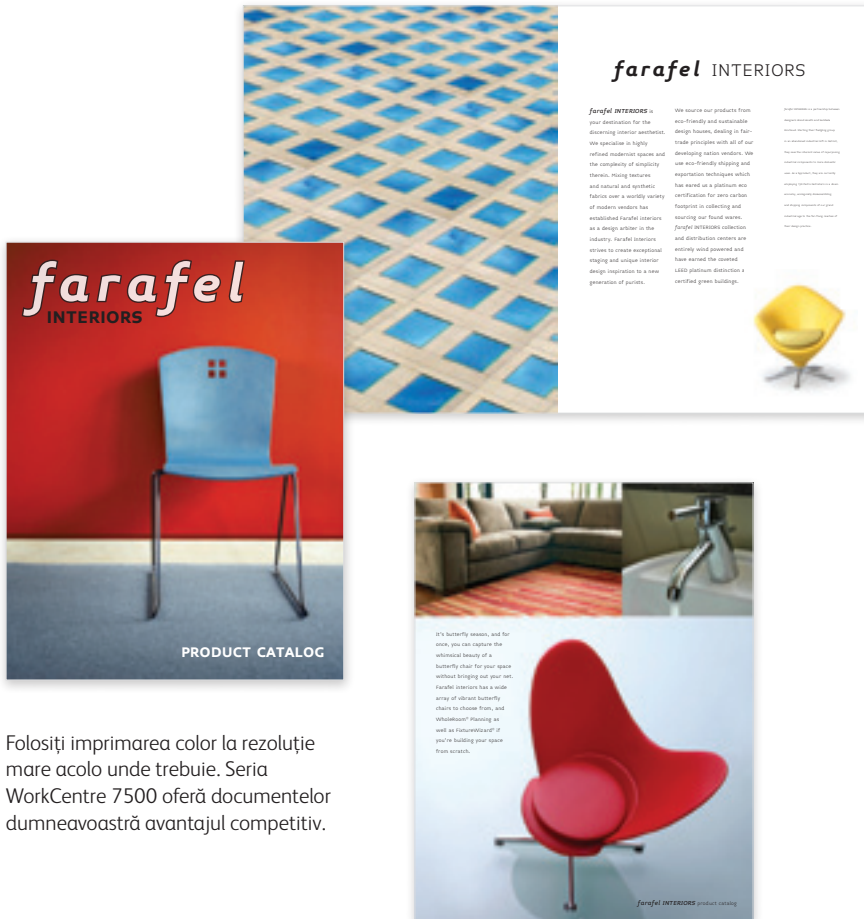 farafel INTERIORS
farafel INTERIORS is
your destination for the
discerning interior aesthetist.
We specialise in highly
refined modernist spaces and
the complexity of simplicity
therein. Mixing textures
and natural and synthetic
fabrics over a worldly variety
of modern vendors has
established Farafel interiors
as a design arbiter in the
industry. Farafel Interiors
strives to create exceptional
staging and unique interior
design inspiration to a new
generation of purists.
We source our products from
eco-friendly and sustainable
design houses, dealing in fair-
trade principles with all of our
developing nation vendors. We
use eco-friendly shipping and
exportation techniques which
has eared us a platinum eco
certification for zero carbon
footprint in collecting and
sourcing our found wares.
farafel INTERIORS collection
and distribution centers are
entirely wind powered and
have earned the coveted
platinum distinction a
certified green buildings.
farafel
INTERIORS
PRODUCT CATALOG
It's butterfly season, and for
once, you can capture the
whimsical beauty of a
butterfly chair for your space
without bringing out your net.
Farafel interiors has a wide
array of vibrant butterfly
chairs to choose from, and
WholeRoom® Planning as
well as FixtureWizard® if
you're building your space
from scratch.
farafel INTERIORS product catalog
Folosiți imprimarea color la rezoluție
mare acolo unde trebuie. Seria
WorkCentre 7500 oferă documentelor
dumneavoastră avantajul competitiv.